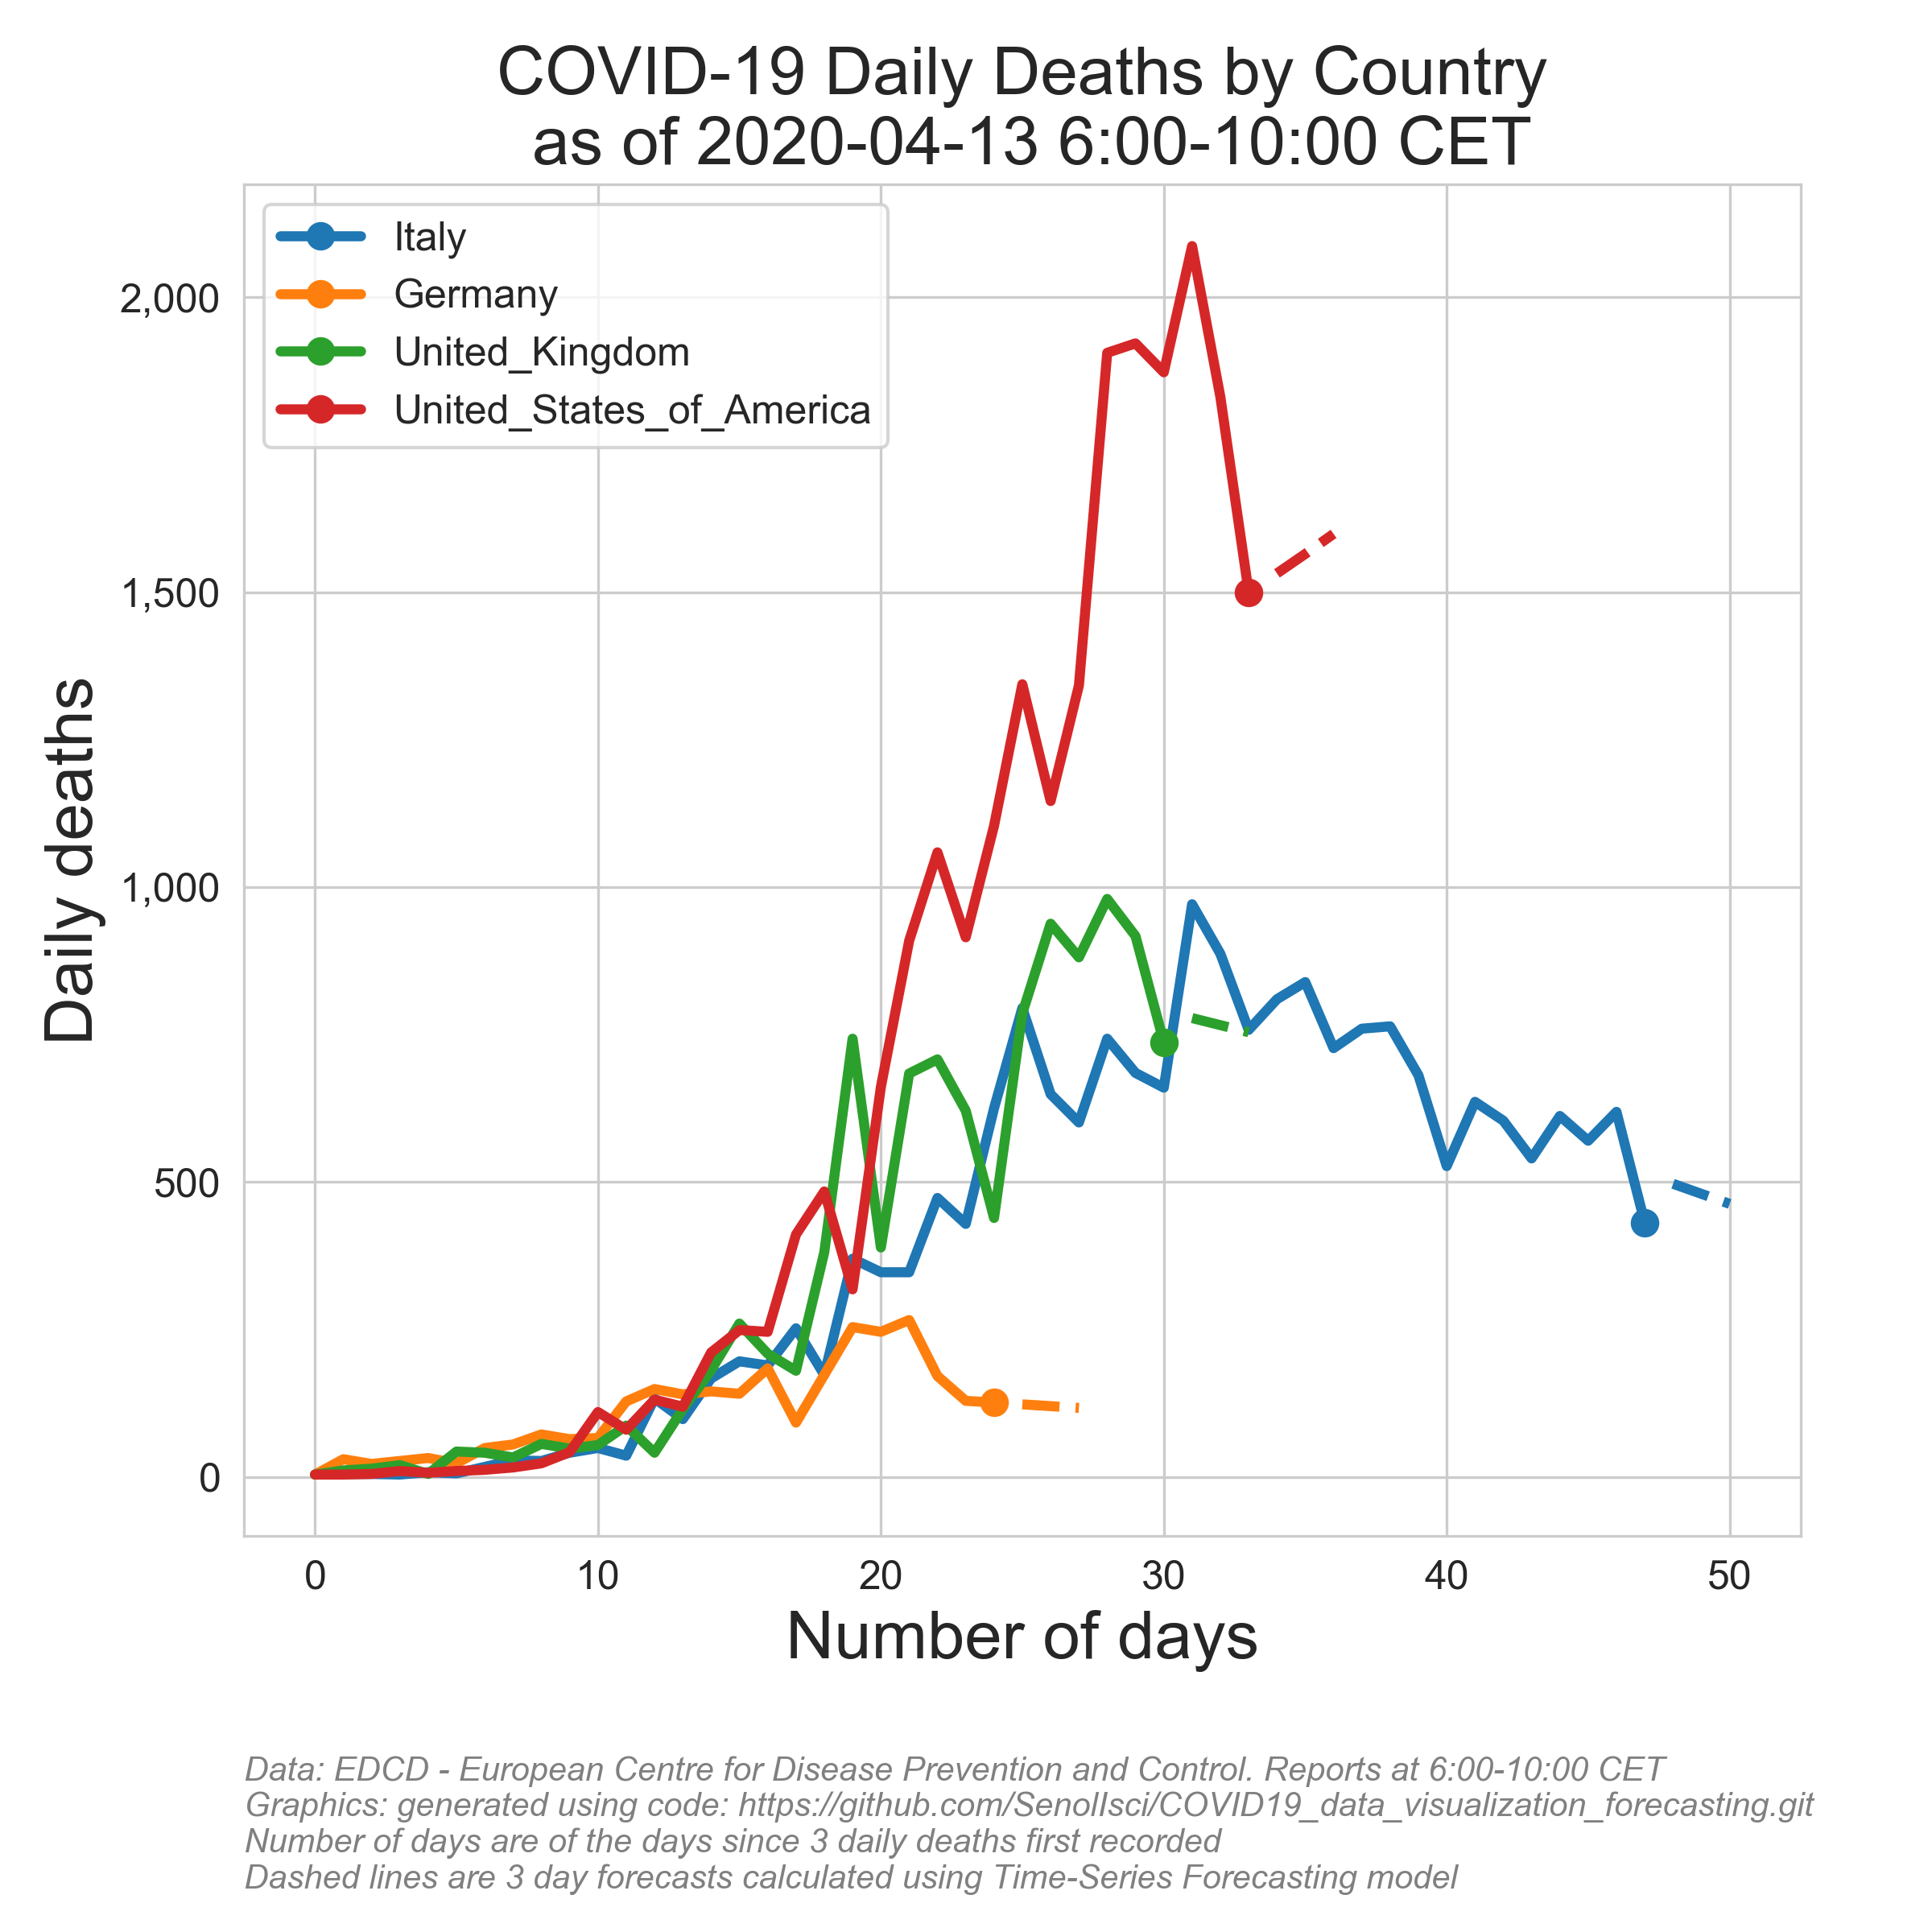 COVID-19 Daily Deaths by Country
as of 2020-04-13 6:00-10:00 CET
Italy
Germany
United_Kingdom
United_States_of_America
Daily deaths
2,000
1,500
1,000
500
0
0 10 20 30 40 50
Number of days
Data: EDCD - European Centre for Disease Prevention and Control. Reports at 6:00-10:00 CET
Graphics: generated using code: https://github.com/SenolIsci/COVID19_data_visualization_forecasting.git
Number of days are of the days since 3 daily deaths first recorded
Dashed lines are 3 day forecasts calculated using Time-Series Forecasting model